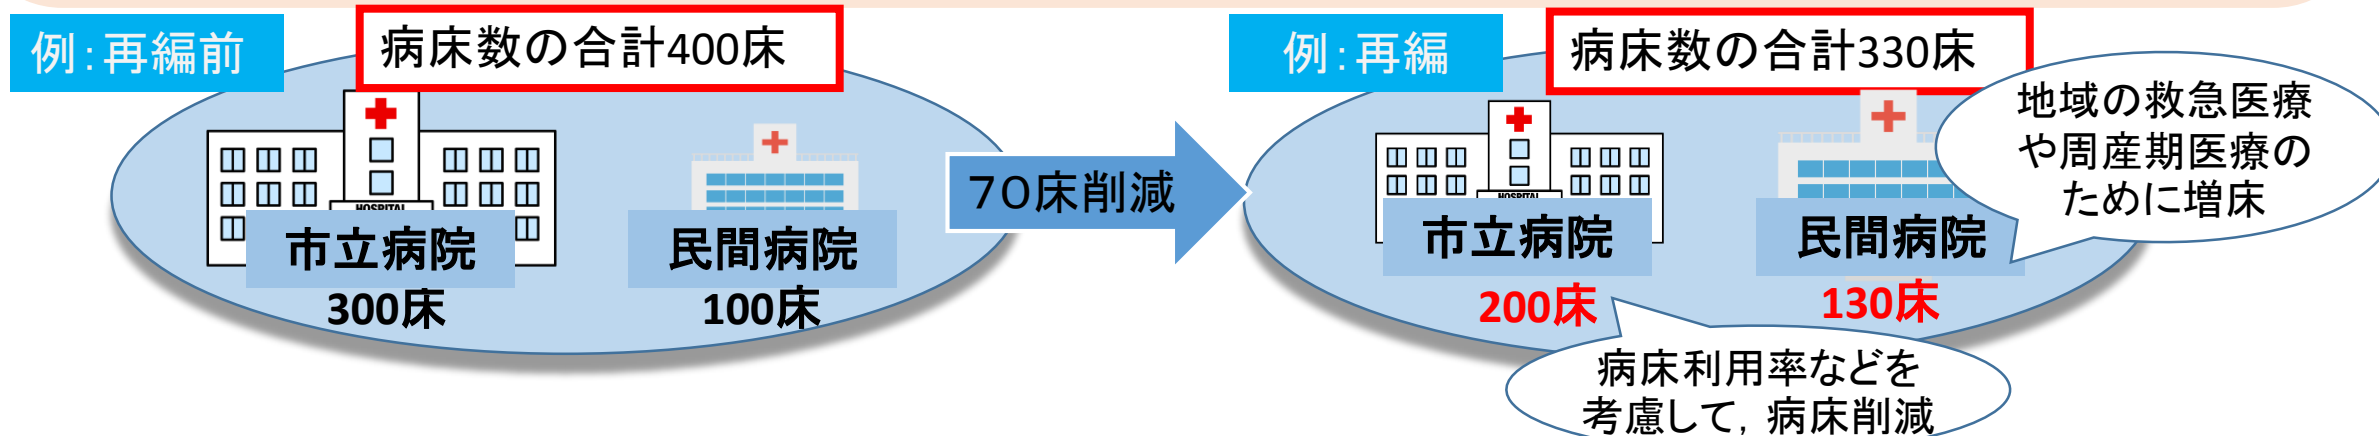 例:再編前
病床数の合計400床
HOSPITAL
市立病院
300床
民間病院
100床
70床削減
例:再編
病床数の合計330床
HOSPITAL
市立病院
200床
民間病院
130床
地域の救急医療
や周産期医療の
ために増床
病床利用率などを
考慮して,病床削減